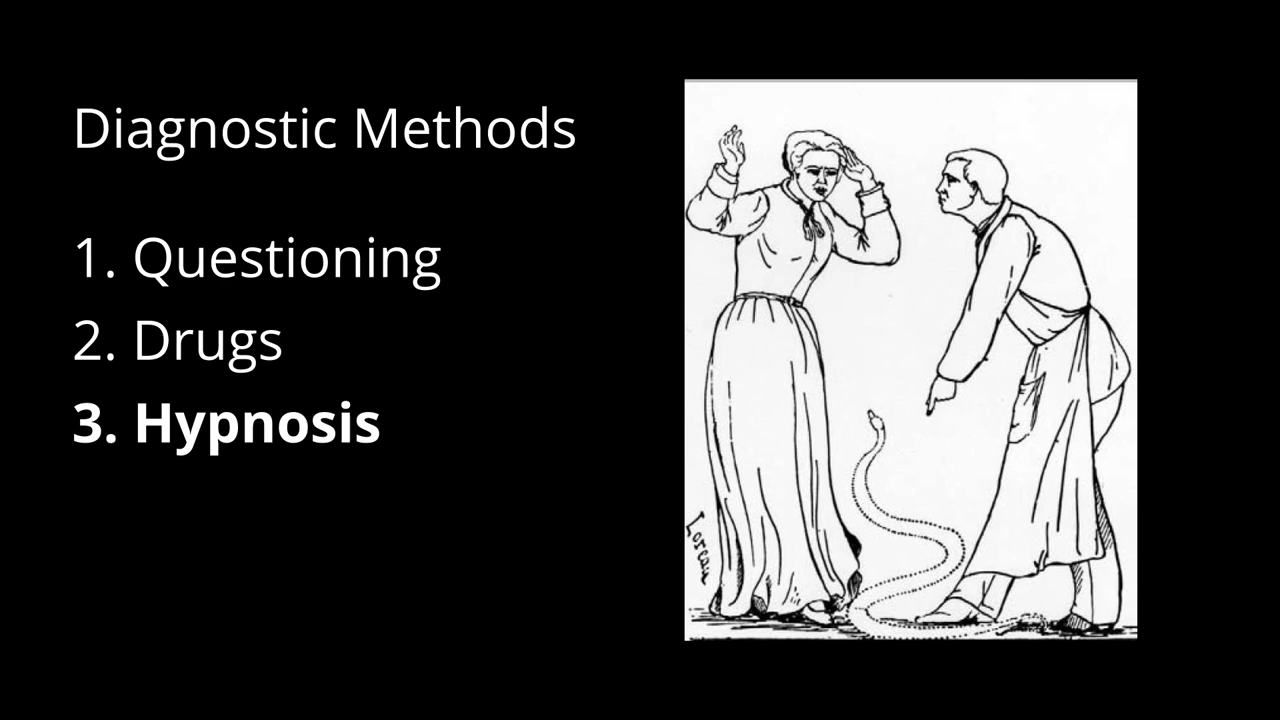 Diagnostic Methods
1. Questioning
2. Drugs
3. Hypnosis